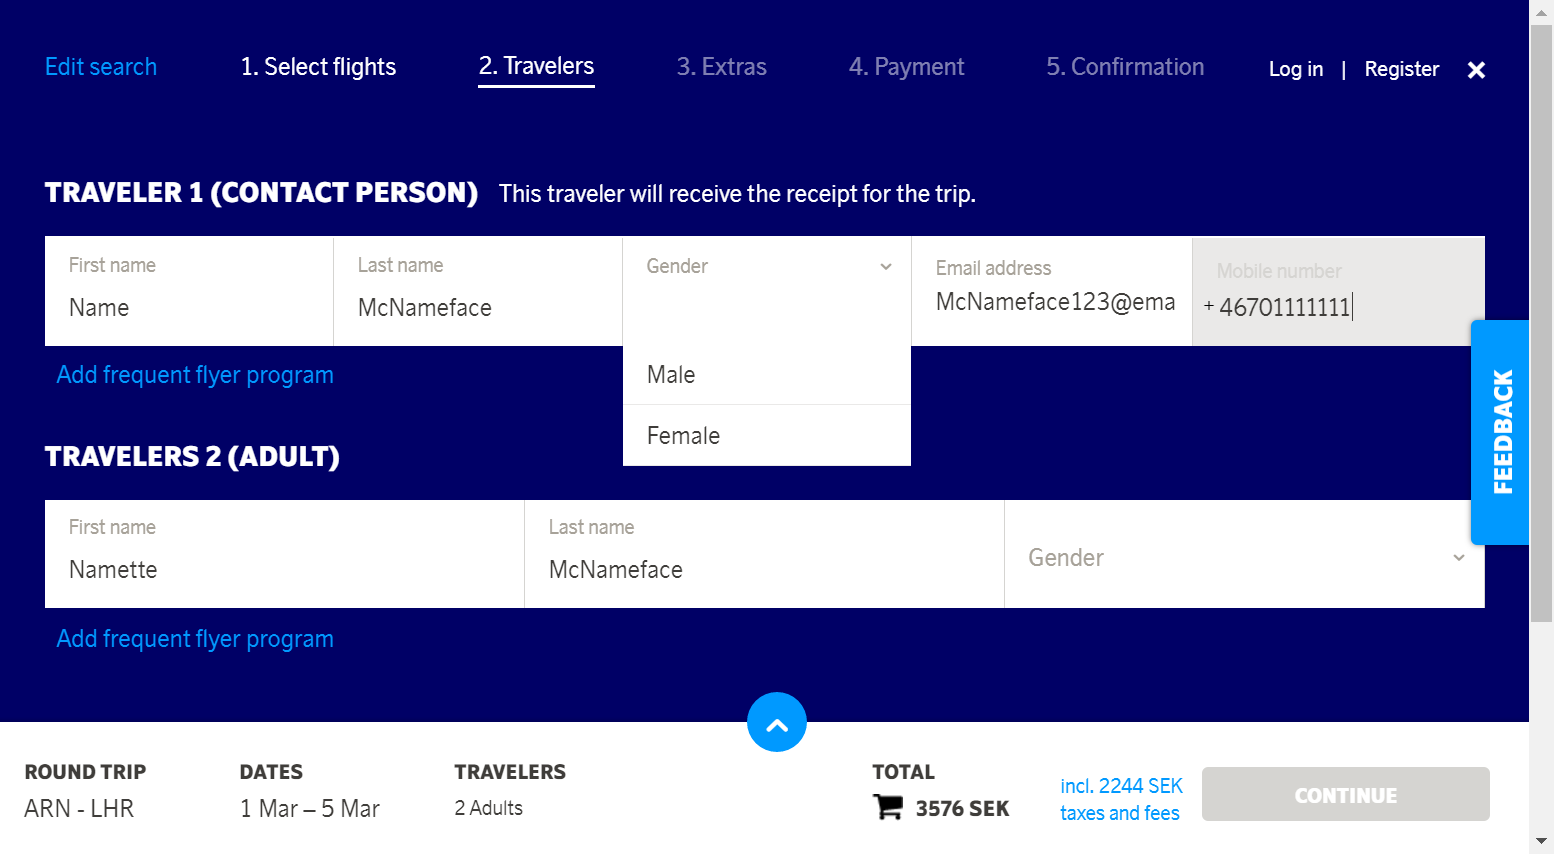 Edit search 1. Select flights 2. Travelers 3. Extras 4. Payment 5. Confirmation Log in | Register
TRAVELER 1 (CONTACT PERSON) This traveler will receive the receipt for the trip.
First name Last name Gender Email address Mobile number
Name McNameface McNameface123@ema + 46701111111
Add frequent flyer program
Male
Female
TRAVELERS 2 (ADULT)
First name Last name Gender
Namette McNameface
Add frequent flyer program
FEEDBACK
ROUND TRIP DATES TRAVELERS TOTAL
ARN - LHR 1 Mar – 5 Mar 2 Adults 3576 SEK
incl. 2244 SEK
taxes and fees
CONTINUE